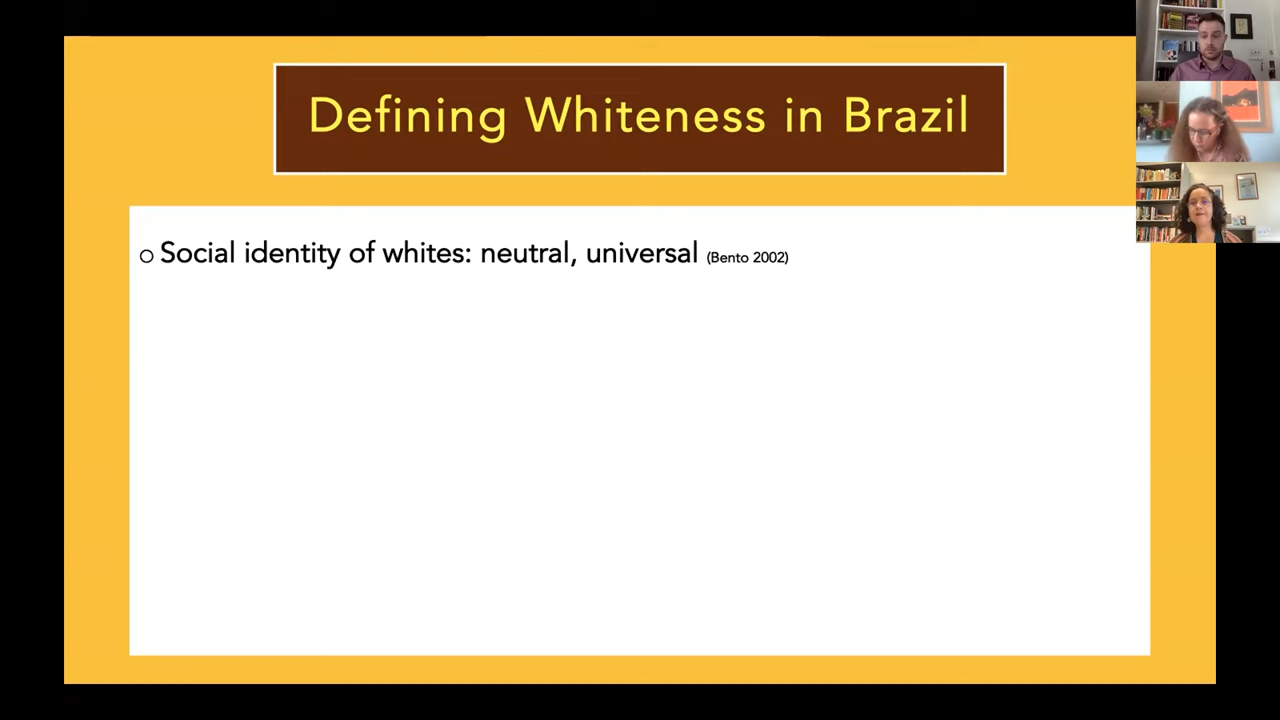 Defining Whiteness in Brazil
○ Social identity of whites: neutral, universal (Bento 2002)